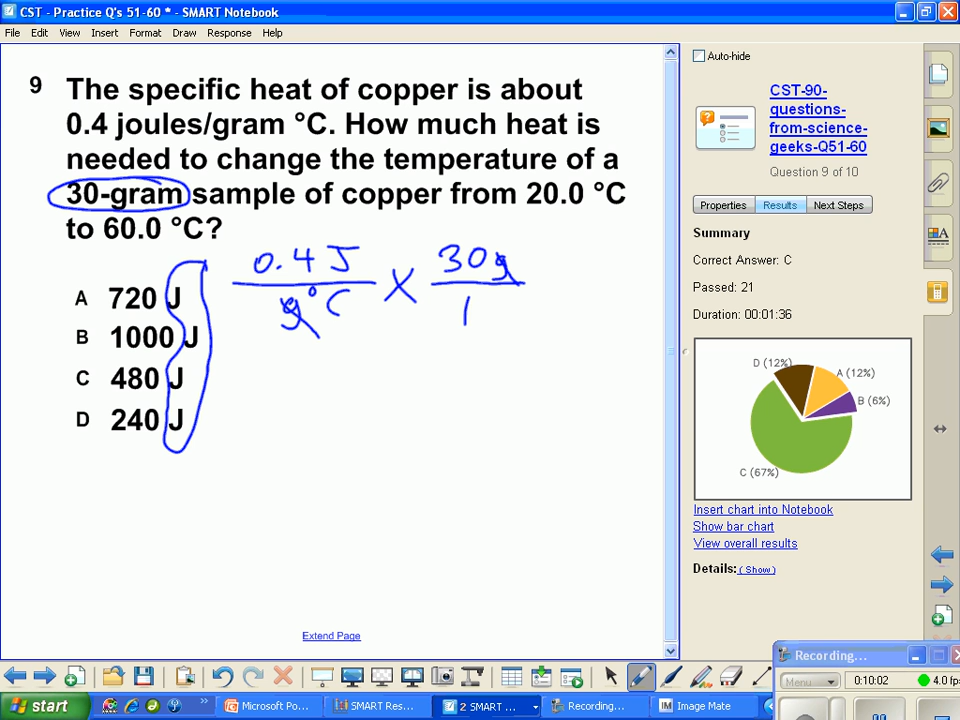 CST - Practice Q's 51-60 * - SMART Notebook
File Edit View Insert Format Draw Response Help
9 The specific heat of copper is about
0.4 joules/gram °C. How much heat is
needed to change the temperature of a
30-gram sample of copper from 20.0 °C
to 60.0 °C?
A 720 J
B 1000 J
C 480 J
D 240 J
0.4 J × 30g
g°C 1
Extend Page
Auto-hide
CST-90-
questions-
from-science-
geeks-Q51-60
Question 9 of 10
Properties Results Next Steps
Summary
Correct Answer: C
Passed: 21
Duration: 00:01:36
D (12%)
A (12%)
B (6%)
C (67%)
Insert chart into Notebook
Show bar chart
View overall results
Details: ( Show )
Recording...
Menu 0:10:02 4.0 fp
start Microsoft Po... SMART Res... 2 SMART ... Recording... Image Mate